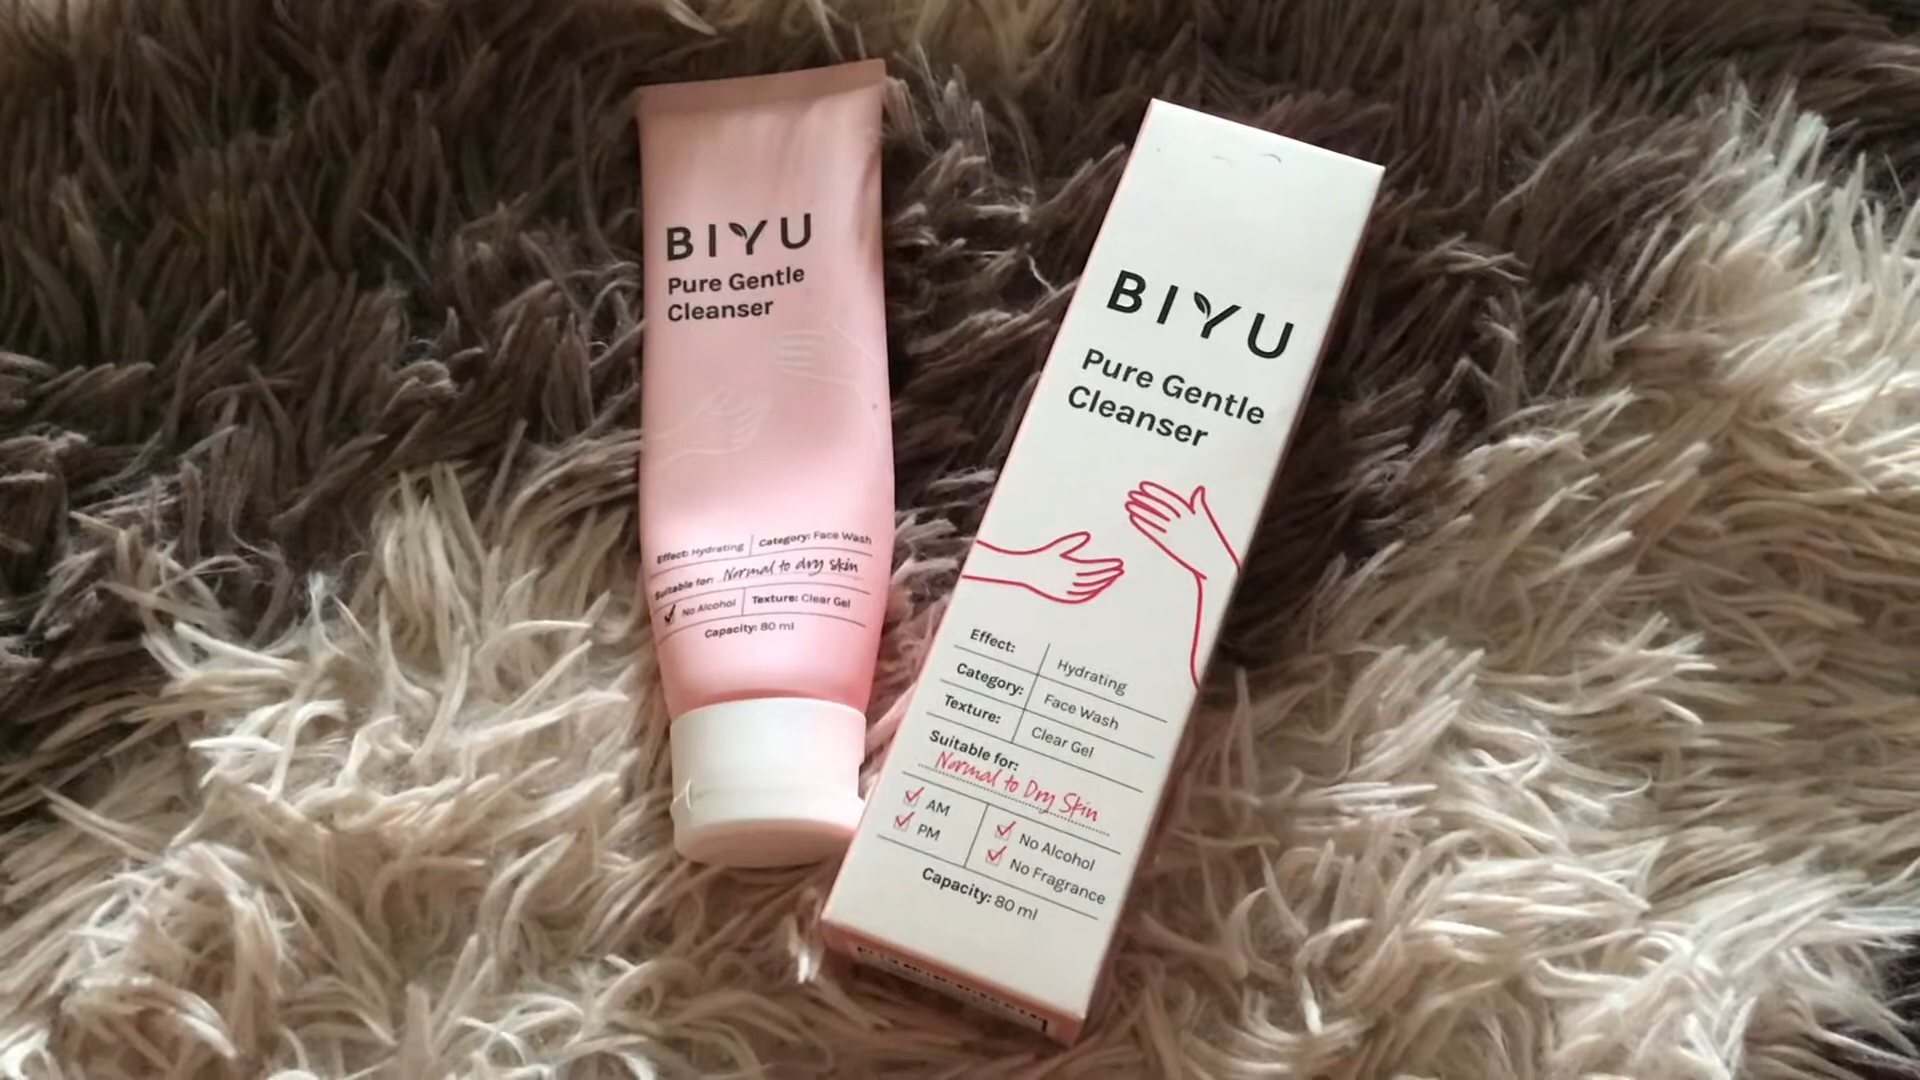 BIYU
Pure Gentle
Cleanser
Effect: Hydrating Category: Face Wash
Suitable for: Normal to dry skin
No Alcohol Texture: Clear Gel
Capacity: 80 ml
BIYU
Pure Gentle
Cleanser
Effect: Hydrating
Category: Face Wash
Texture: Clear Gel
Suitable for:
Normal to Dry Skin
AM
PM
No Alcohol
No Fragrance
Capacity: 80 ml